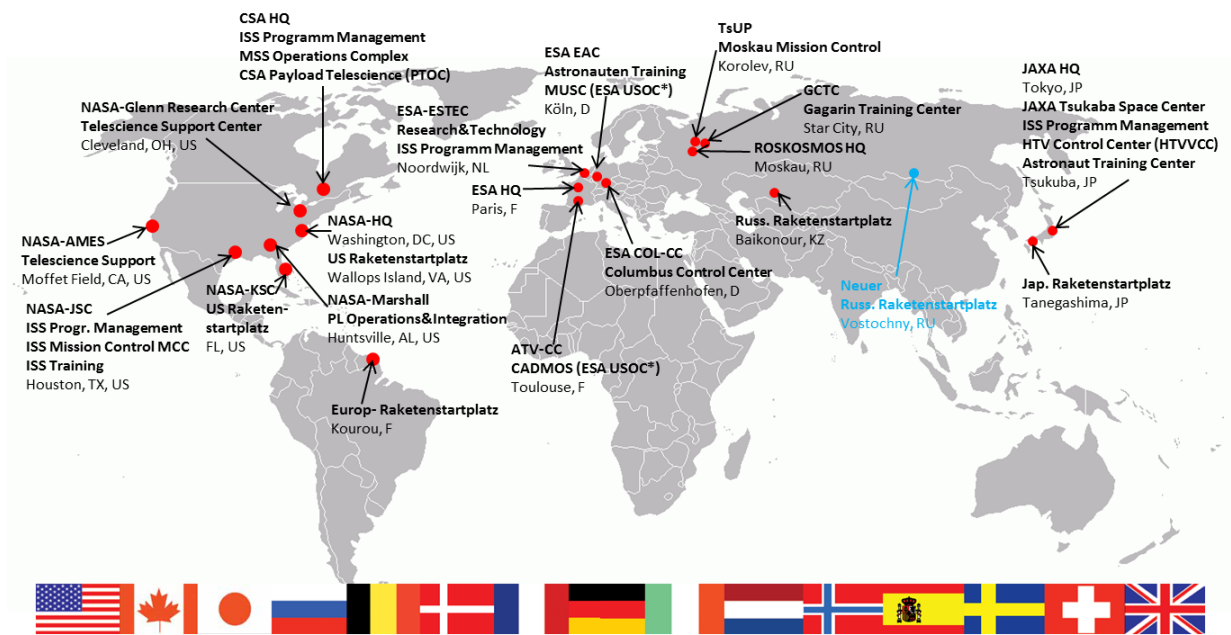 CSA HQ
ISS Programm Management
MSS Operations Complex
CSA Payload Telescience (PTOC)
NASA-Glenn Research Center
Telescience Support Center
Cleveland, OH, US
ESA-ESTEC
Research&Technology
ISS Programm Management
Noordwijk, NL
ESA EAC
Astronauten Training
MUSC (ESA USOC*)
Köln, D
TsUP
Moskau Mission Control
Korolev, RU
GCTC
Gagarin Training Center
Star City, RU
ROSKOSMOS HQ
Moskau, RU
JAXA HQ
Tokyo, JP
JAXA Tsukaba Space Center
ISS Programm Management
HTV Control Center (HTVVCC)
Astronaut Training Center
Tsukuba, JP
ESA HQ
Paris, F
NASA-HQ
Washington, DC, US
US Raketenstartplatz
Wallops Island, VA, US
NASA-AMES
Telescience Support
Moffet Field, CA, US
NASA-KSC
US Raketen-
startplatz
FL, US
NASA-Marshall
PL Operations&Integration
Huntsville, AL, US
NASA-JSC
ISS Progr. Management
ISS Mission Control MCC
ISS Training
Houston, TX, US
ESA COL-CC
Columbus Control Center
Oberpfaffenhofen, D
Russ. Raketenstartplatz
Baikonour, KZ
Neuer
Russ. Raketenstartplatz
Vostochny, RU
Jap. Raketenstartplatz
Tanegashima, JP
ATV-CC
CADMOS (ESA USOC*)
Toulouse, F
Europ- Raketenstartplatz
Kourou, F